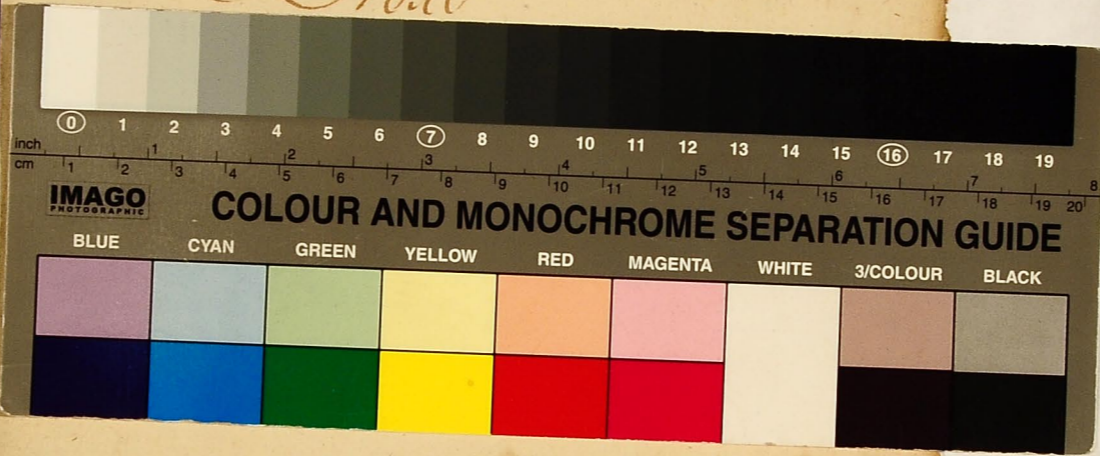 0 1 2 3 4 5 6 7 8 9 10 11 12 13 14 15 16 17 18 19
inch 1 2 3 4 5 6 7 8
cm 1 2 3 4 5 6 7 8 9 10 11 12 13 14 15 16 17 18 19 20
IMAGO
PHOTOGRAPHIC
COLOUR AND MONOCHROME SEPARATION GUIDE
BLUE CYAN GREEN YELLOW RED MAGENTA WHITE 3/COLOUR BLACK